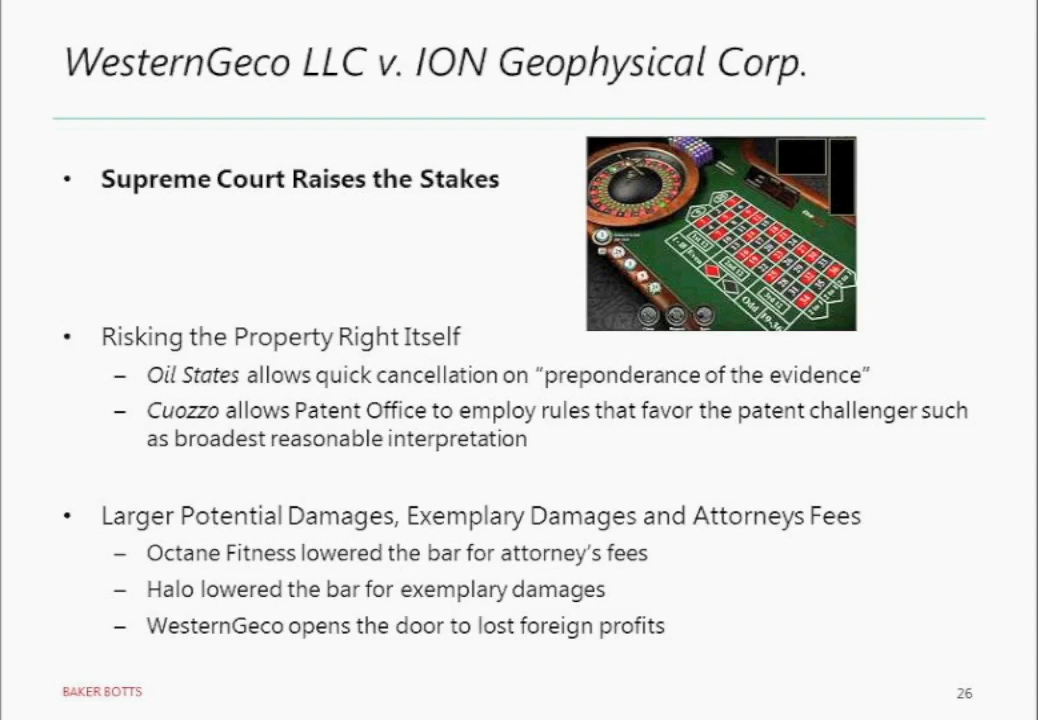 WesternGeco LLC v. ION Geophysical Corp.
• Supreme Court Raises the Stakes
• Risking the Property Right Itself
– Oil States allows quick cancellation on “preponderance of the evidence”
– Cuozzo allows Patent Office to employ rules that favor the patent challenger such
as broadest reasonable interpretation
• Larger Potential Damages, Exemplary Damages and Attorneys Fees
– Octane Fitness lowered the bar for attorney’s fees
– Halo lowered the bar for exemplary damages
– WesternGeco opens the door to lost foreign profits
BAKER BOTTS
26